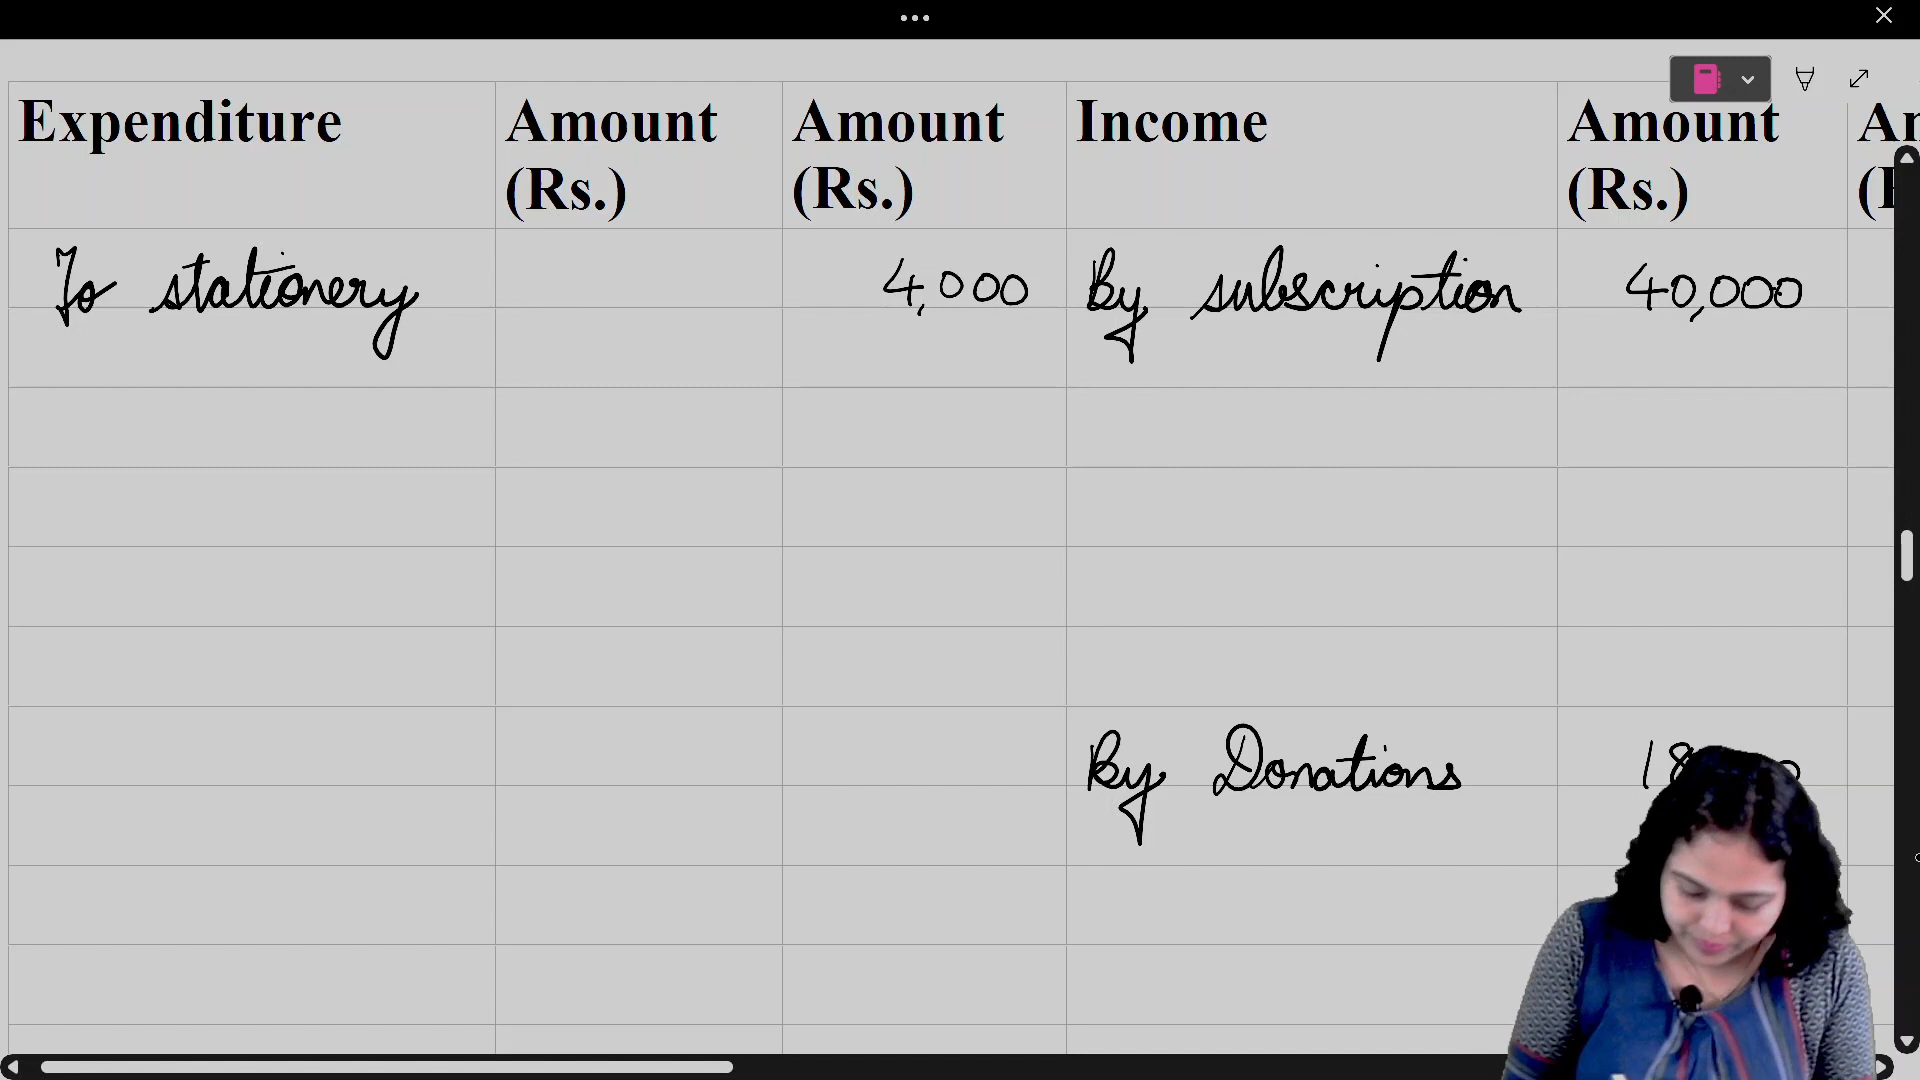 Expenditure Amount (Rs.) Amount (Rs.) Income Amount (Rs.)
To stationery 4,000 By subscription 40,000
By Donations